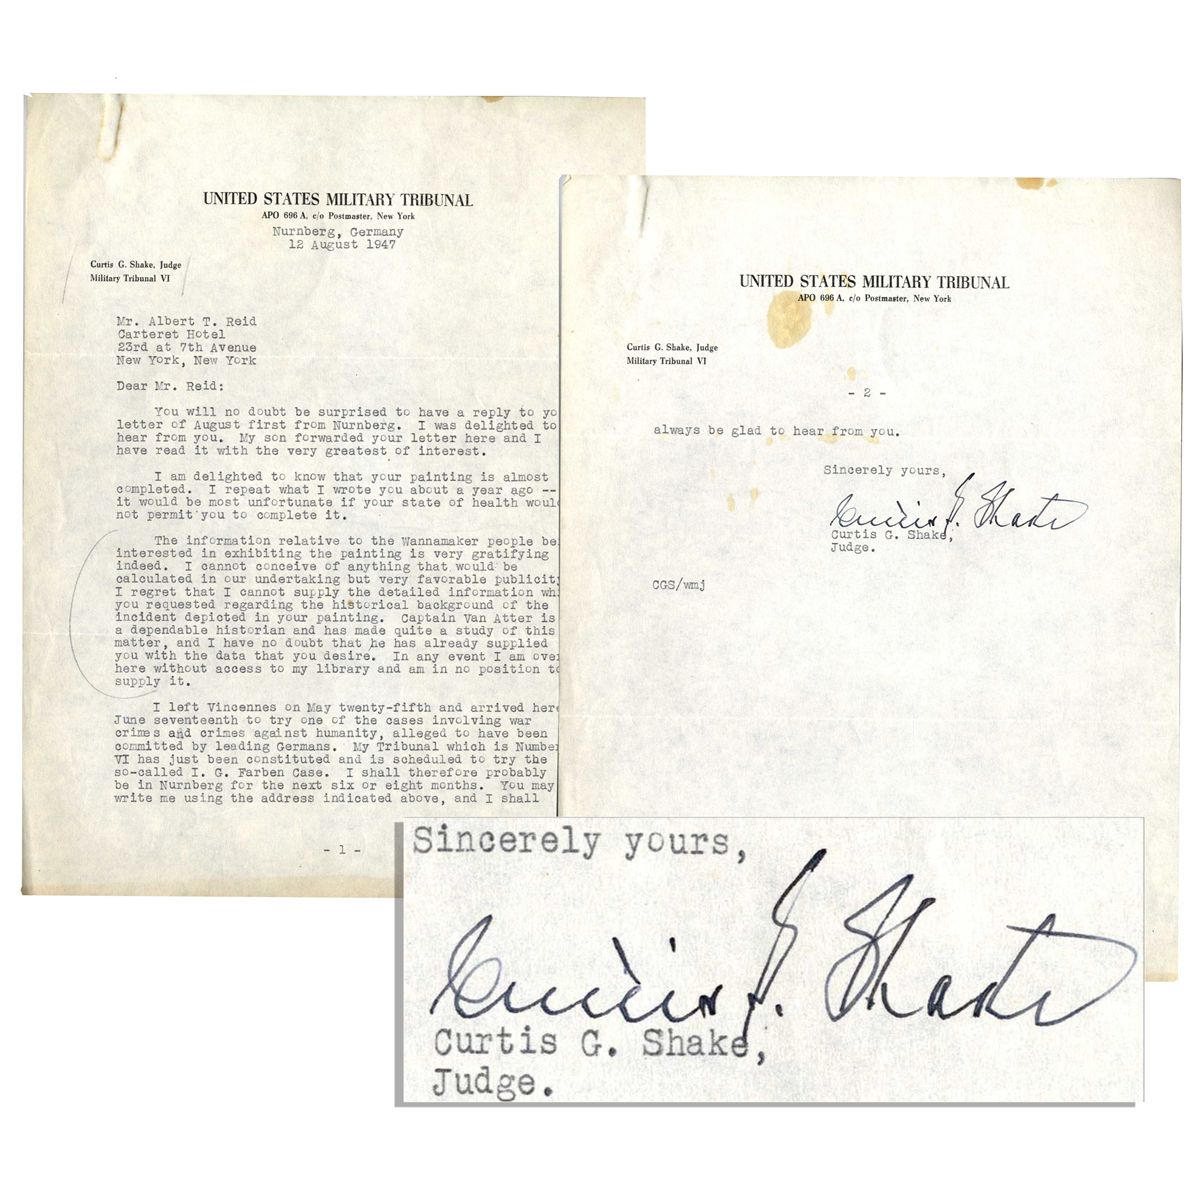 UNITED STATES MILITARY TRIBUNAL
APO 696 A, c/o Postmaster, New York
Nurnberg, Germany
12 August 1947
Curtis G. Shake, Judge
Military Tribunal VI
Mr. Albert T. Reid
Carteret Hotel
23rd at 7th Avenue
New York, New York
Dear Mr. Reid:
You will no doubt be surprised to have a reply to yo
letter of August first from Nurnberg. I was delighted to
hear from you. My son forwarded your letter here and I
have read it with the very greatest of interest.
I am delighted to know that your painting is almost
completed. I repeat what I wrote you about a year ago --
it would be most unfortunate if your state of health woul
not permit you to complete it.
The information relative to the Wannamaker people be
interested in exhibiting the painting is very gratifying
indeed. I cannot conceive of anything that would be
calculated in our undertaking but very favorable publicit
I regret that I cannot supply the detailed information whi
you requested regarding the historical background of the
incident depicted in your painting. Captain Van Atter is
a dependable historian and has made quite a study of this
matter, and I have no doubt that he has already supplied
you with the data that you desire. In any event I am ove
here without access to my library and am in no position to
supply it.
I left Vincennes on May twenty-fifth and arrived here
June seventeenth to try one of the cases involving war
crimes and crimes against humanity, alleged to have been
committed by leading Germans. My Tribunal which is Number
VI has just been constituted and is scheduled to try the
so-called I. G. Farben Case. I shall therefore probably
be in Nurnberg for the next six or eight months. You may
write me using the address indicated above, and I shall
- 1 -
UNITED STATES MILITARY TRIBUNAL
APO 696 A, c/o Postmaster, New York
Curtis G. Shake, Judge
Military Tribunal VI
- 2 -
always be glad to hear from you.
Sincerely yours,
Curtis G. Shake
Curtis G. Shake,
Judge.
CGS/wmj
Sincerely yours,
Curtis G. Shake
Curtis G. Shake,
Judge.